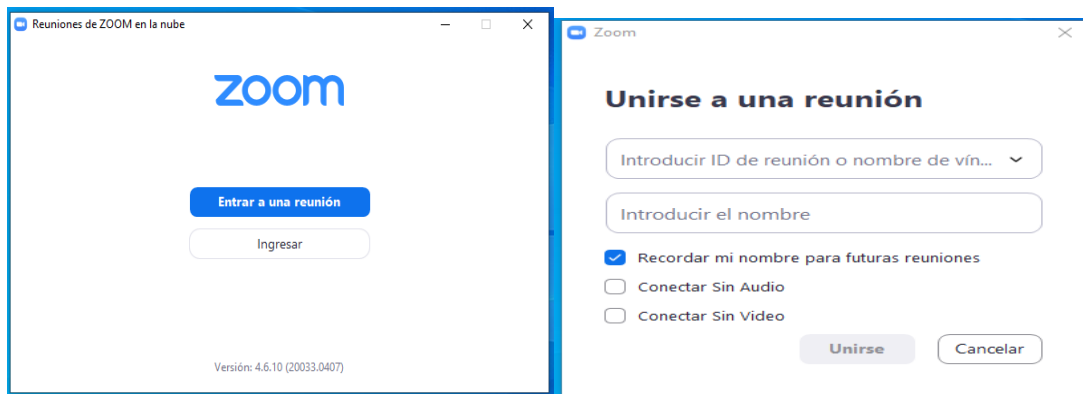 Reuniones de ZOOM en la nube
zoom
Entrar a una reunión
Ingresar
Versión: 4.6.10 (20033.0407)
Zoom
Unirse a una reunión
Introducir ID de reunión o nombre de vín...
Introducir el nombre
Recordar mi nombre para futuras reuniones
Conectar Sin Audio
Conectar Sin Video
Unirse
Cancelar